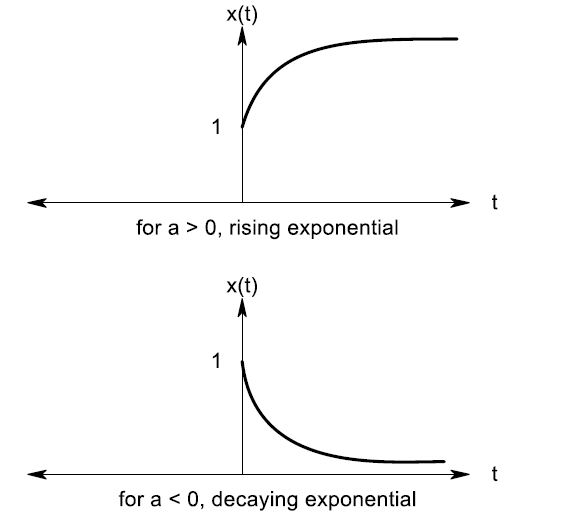 x(t)
1
t
for a > 0, rising exponential
x(t)
1
t
for a < 0, decaying exponential